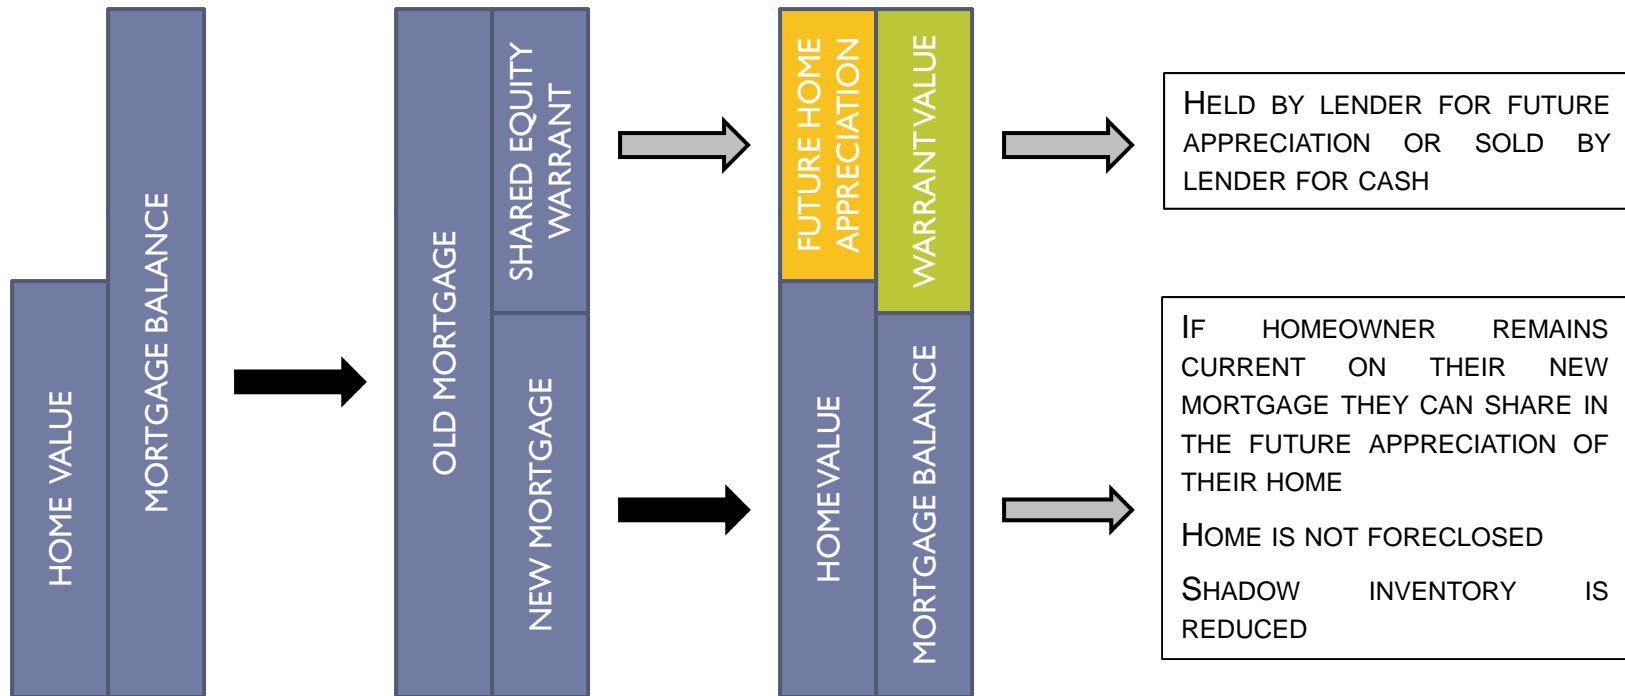 HOME VALUE
MORTGAGE BALANCE
OLD MORTGAGE
SHARED EQUITY
WARRANT
NEW MORTGAGE
FUTURE HOME
APPRECIATION
WARRANT VALUE
HOME VALUE
MORTGAGE BALANCE
HELD BY LENDER FOR FUTURE
APPRECIATION OR SOLD BY
LENDER FOR CASH
IF HOMEOWNER REMAINS
CURRENT ON THEIR NEW
MORTGAGE THEY CAN SHARE IN
THE FUTURE APPRECIATION OF
THEIR HOME
HOME IS NOT FORECLOSED
SHADOW INVENTORY IS
REDUCED